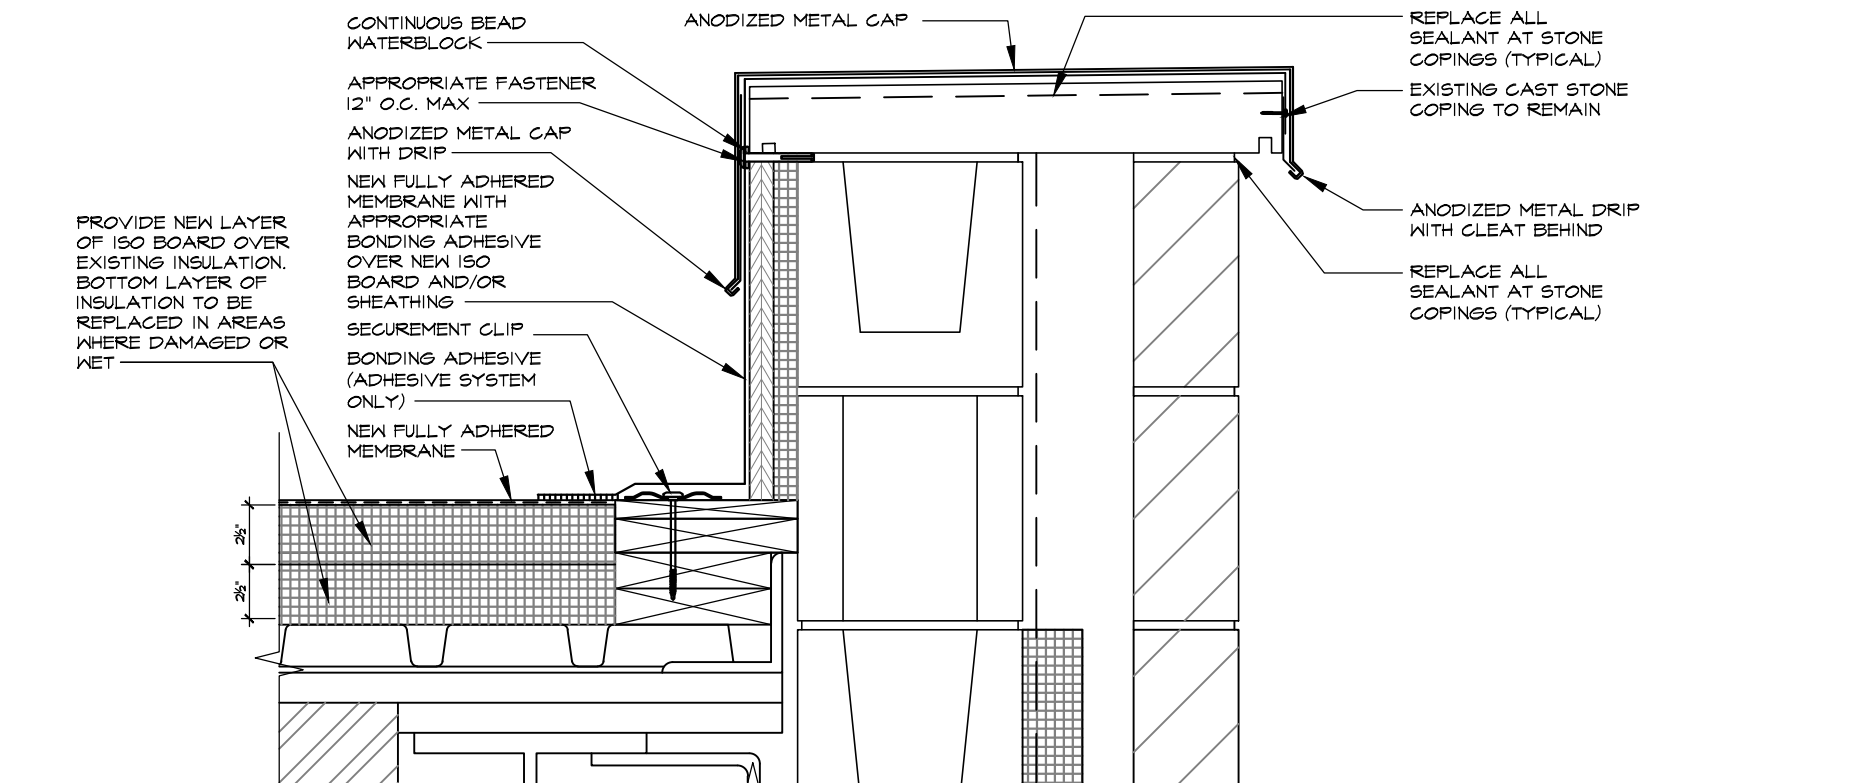 CONTINUOUS BEAD
WATERBLOCK
APPROPRIATE FASTENER
12" O.C. MAX
ANODIZED METAL CAP
WITH DRIP
NEW FULLY ADHERED
MEMBRANE WITH
APPROPRIATE
BONDING ADHESIVE
OVER NEW ISO
BOARD AND/OR
SHEATHING
SECUREMENT CLIP
BONDING ADHESIVE
(ADHESIVE SYSTEM
ONLY)
NEW FULLY ADHERED
MEMBRANE
PROVIDE NEW LAYER
OF ISO BOARD OVER
EXISTING INSULATION.
BOTTOM LAYER OF
INSULATION TO BE
REPLACED IN AREAS
WHERE DAMAGED OR
WET
2½"
2½"
ANODIZED METAL CAP
REPLACE ALL
SEALANT AT STONE
COPINGS (TYPICAL)
EXISTING CAST STONE
COPING TO REMAIN
ANODIZED METAL DRIP
WITH CLEAT BEHIND
REPLACE ALL
SEALANT AT STONE
COPINGS (TYPICAL)